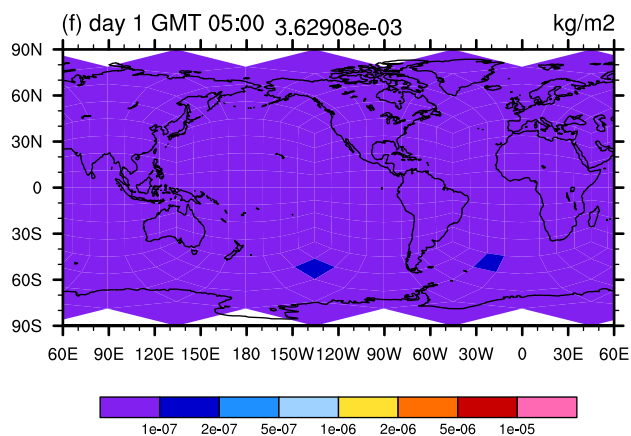 (f) day 1 GMT 05:00 3.62908e-03 kg/m2
90N
60N
30N
0
30S
60S
90S
60E 90E 120E 150E 180E 150W 120W 90W 60W 30W 0 30E 60E
1e-07 2e-07 5e-07 1e-06 2e-06 5e-06 1e-05